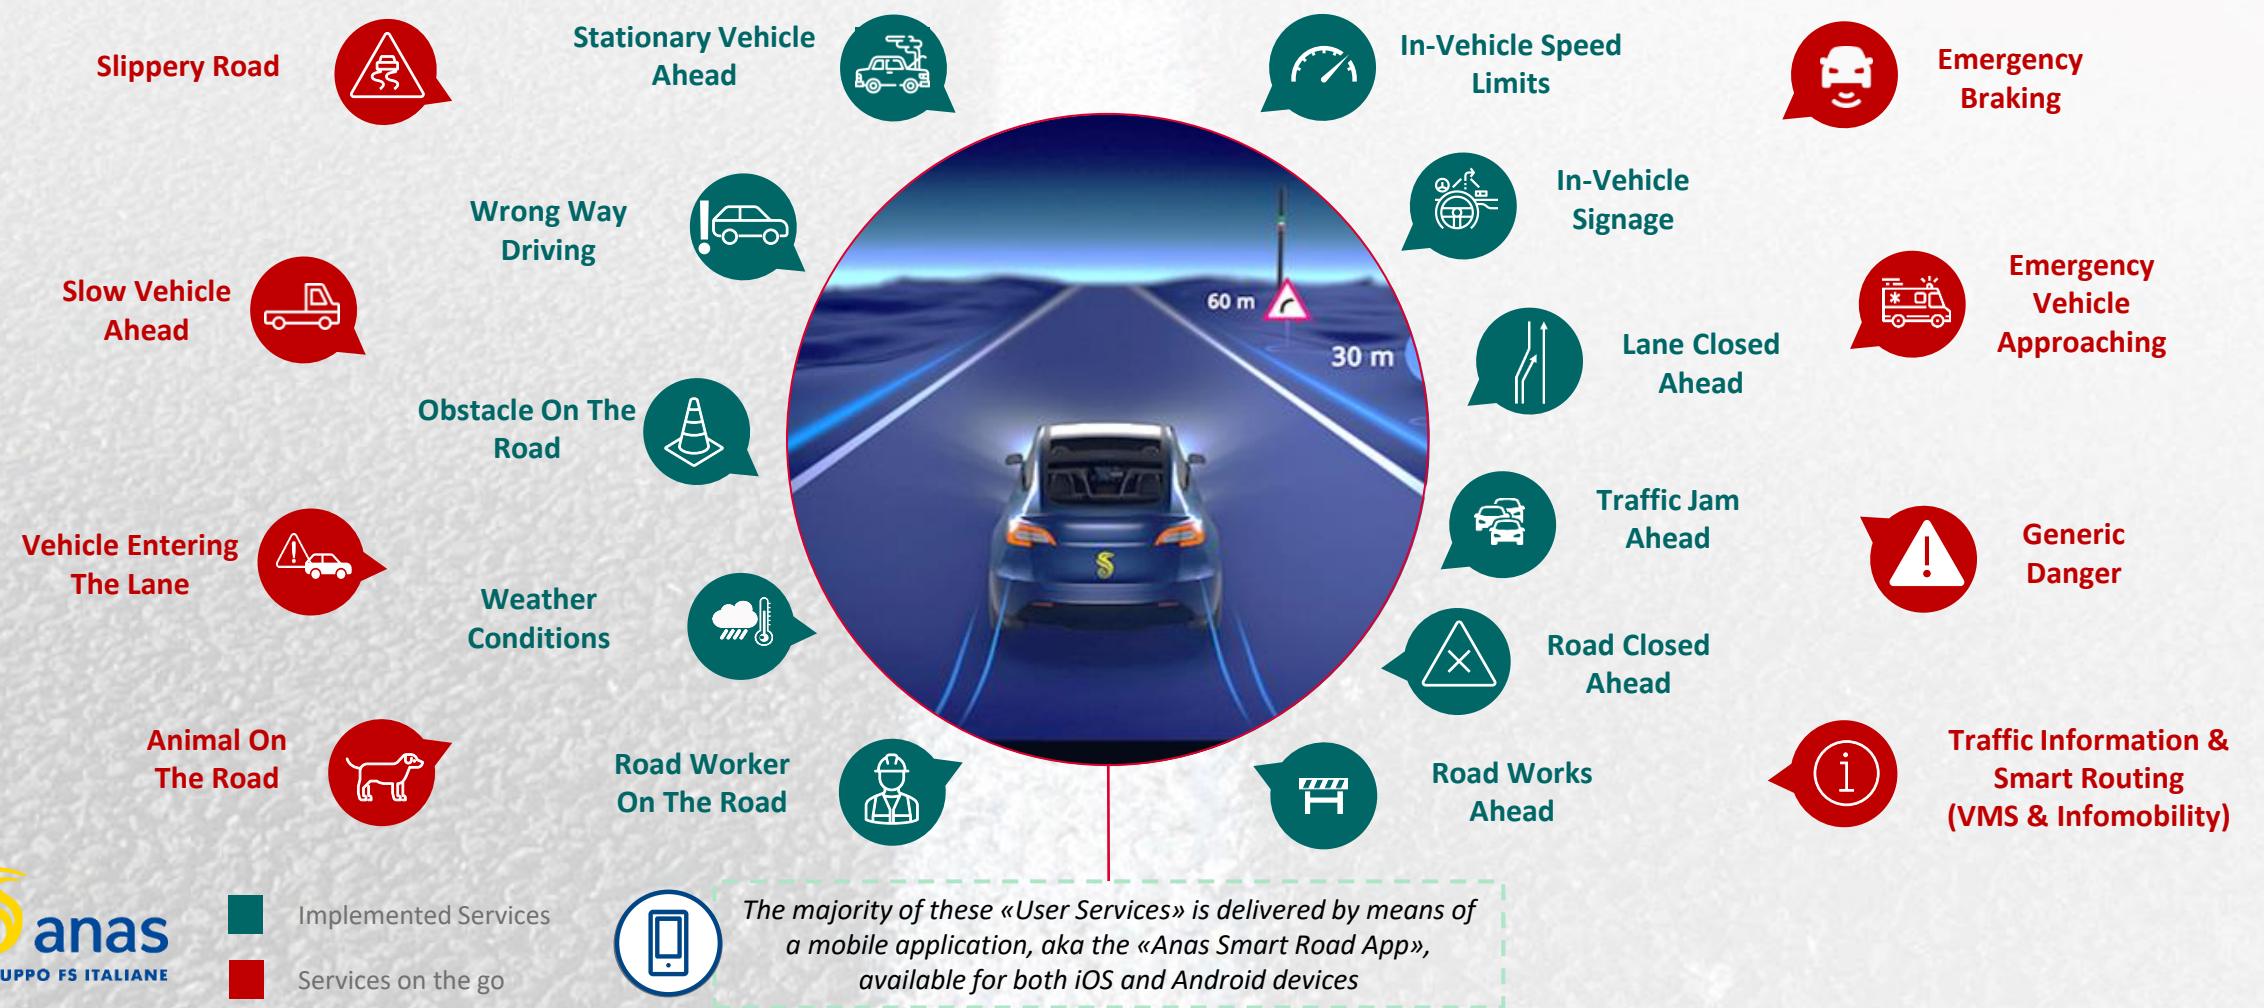 Slippery Road
Stationary Vehicle
Ahead
In-Vehicle Speed
Limits
Emergency
Braking
Wrong Way
Driving
In-Vehicle
Signage
Slow Vehicle
Ahead
60 m
30 m
Emergency
Vehicle
Approaching
Lane Closed
Ahead
Obstacle On The
Road
Traffic Jam
Ahead
Vehicle Entering
The Lane
Generic
Danger
Weather
Conditions
Road Closed
Ahead
Animal On
The Road
Road Worker
On The Road
Road Works
Ahead
Traffic Information &
Smart Routing
(VMS & Infomobility)
anas
UPPO FS ITALIANE
Implemented Services
Services on the go
The majority of these «User Services» is delivered by means of
a mobile application, aka the «Anas Smart Road App»,
available for both iOS and Android devices